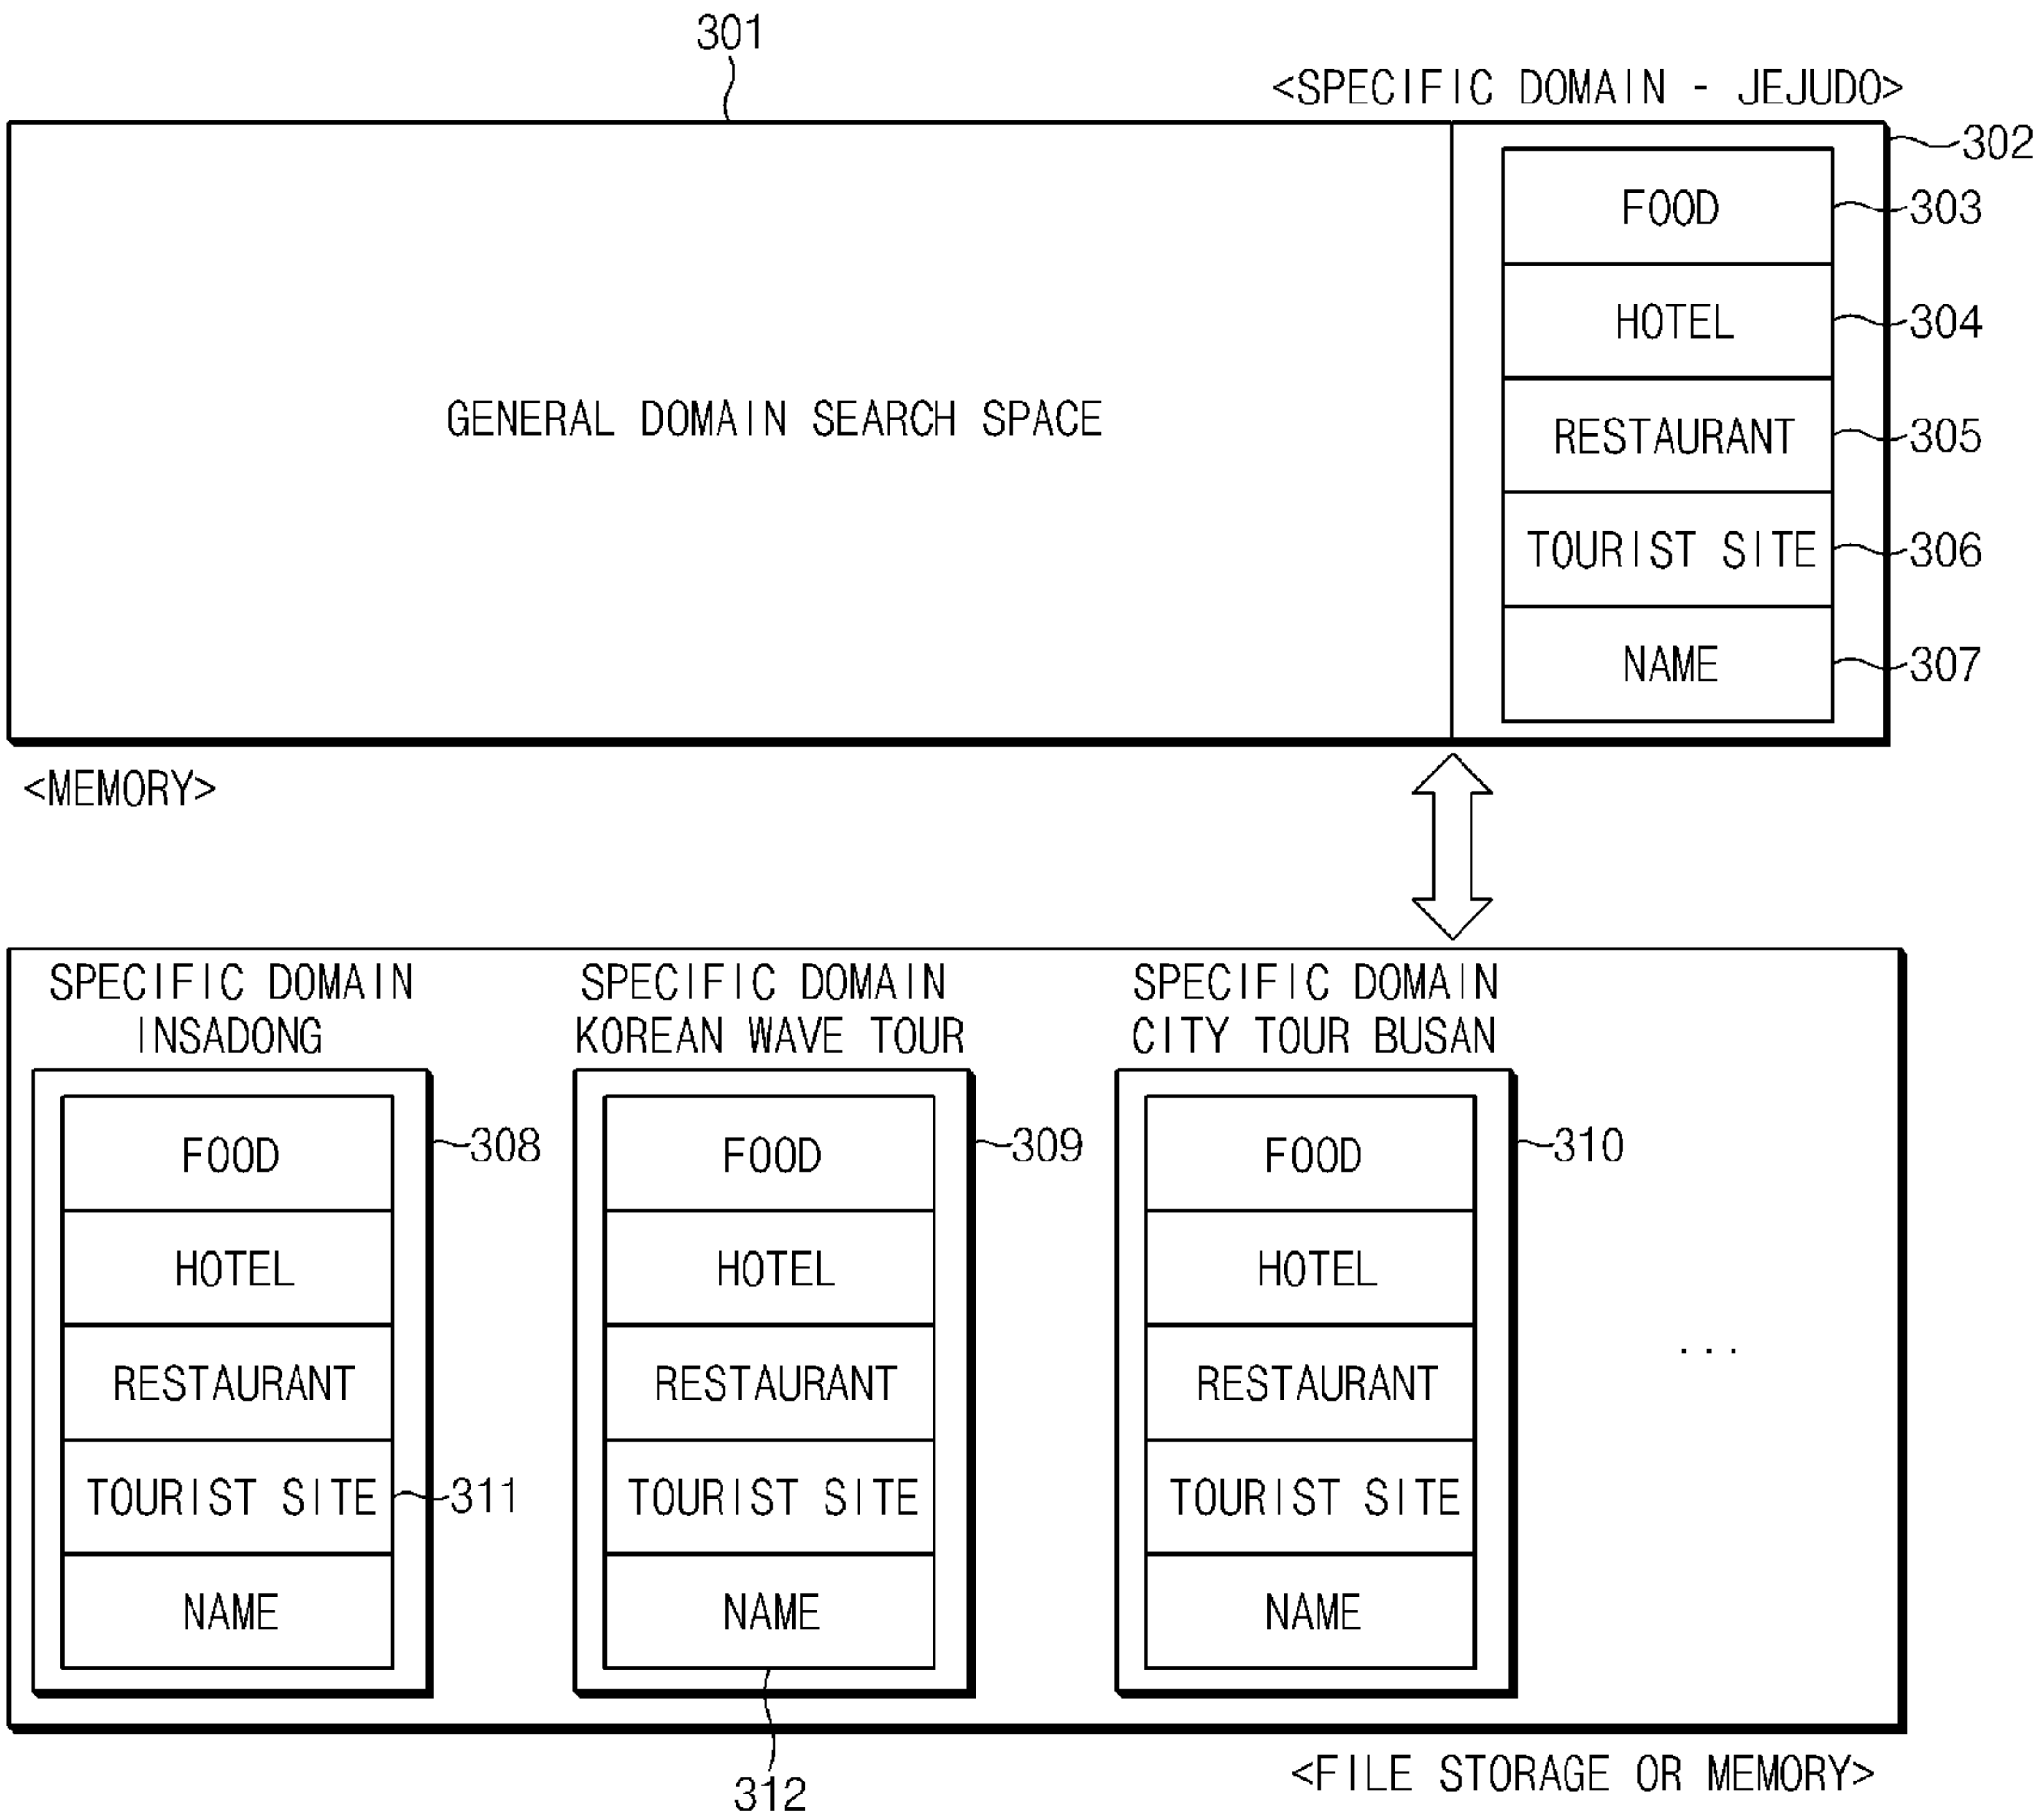 301
<SPECIFIC DOMAIN - JEJUDO>
302
FOOD
303
HOTEL
304
GENERAL DOMAIN SEARCH SPACE
RESTAURANT
305
TOURIST SITE
306
NAME
307
<MEMORY>
SPECIFIC DOMAIN
INSADONG
FOOD
308
HOTEL
RESTAURANT
TOURIST SITE
311
NAME
SPECIFIC DOMAIN
KOREAN WAVE TOUR
FOOD
309
HOTEL
RESTAURANT
TOURIST SITE
NAME
312
SPECIFIC DOMAIN
CITY TOUR BUSAN
FOOD
310
HOTEL
RESTAURANT
TOURIST SITE
NAME
...
<FILE STORAGE OR MEMORY>